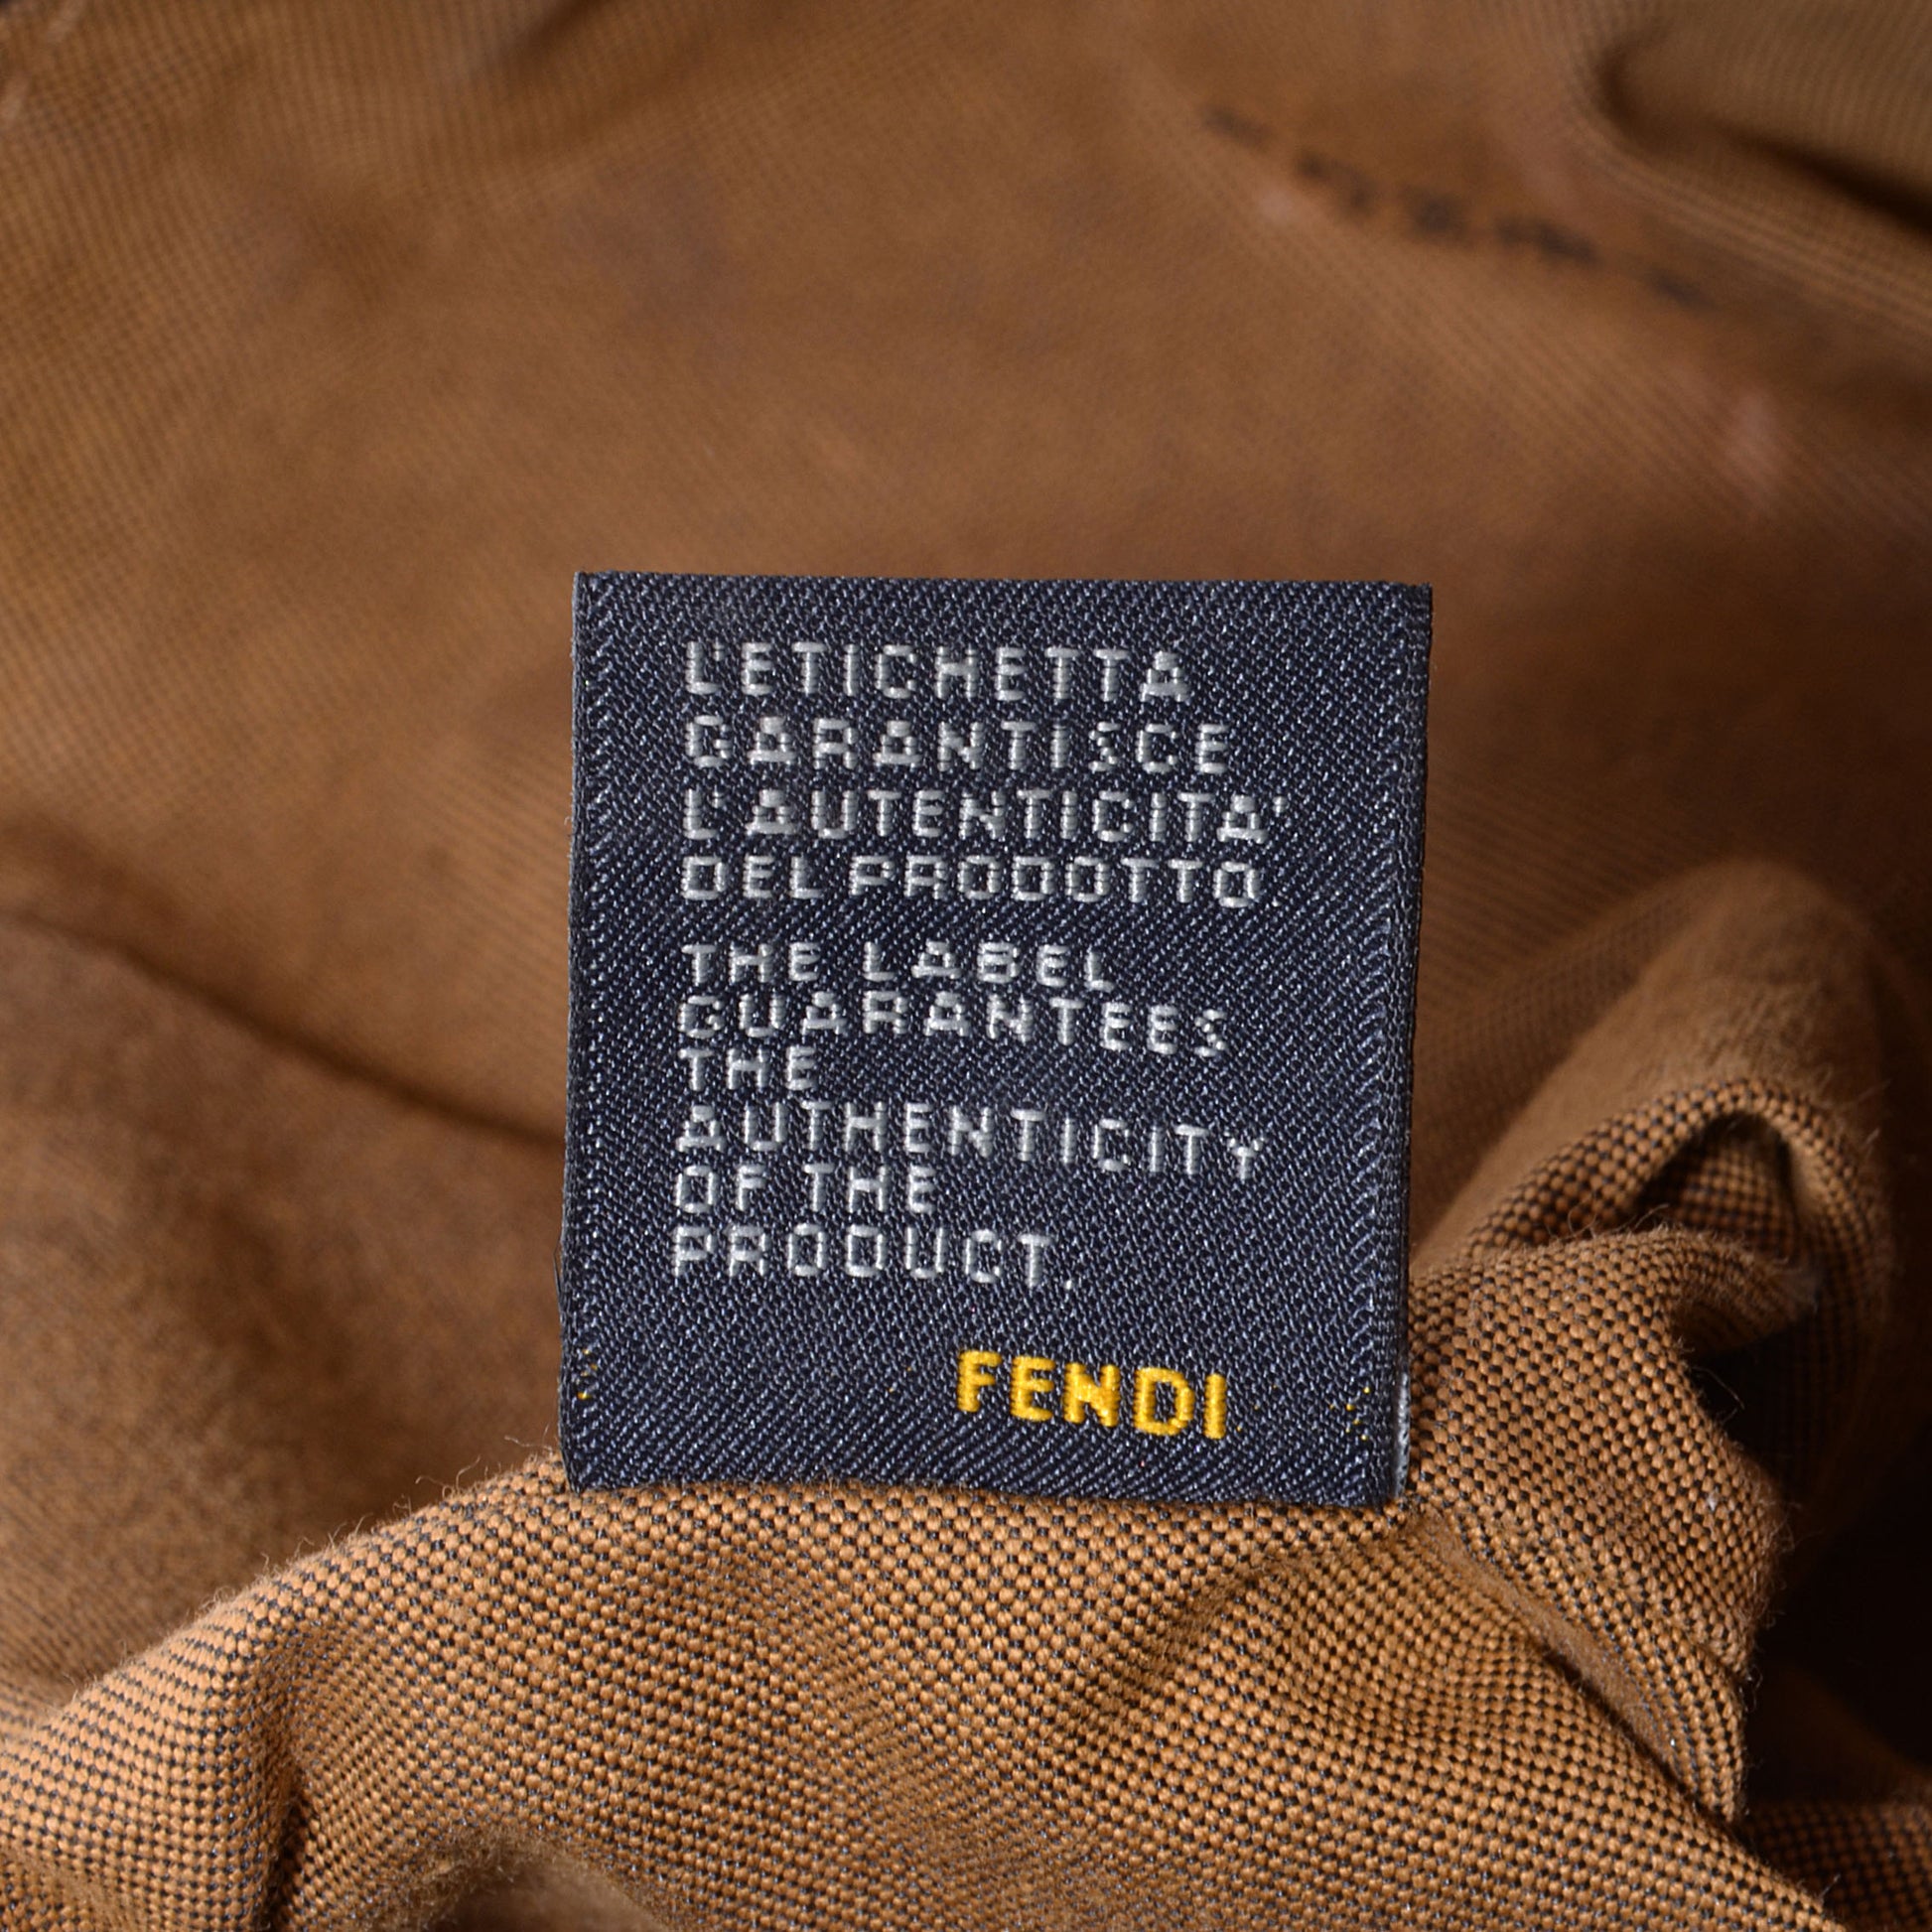 L'ETICHETTA
GARANTISCE
L'AUTENTICITA'
DEL PRODOTTO
THE LABEL
GUARANTEES
THE
AUTHENTICITY
OF THE
PRODUCT.
FENDI